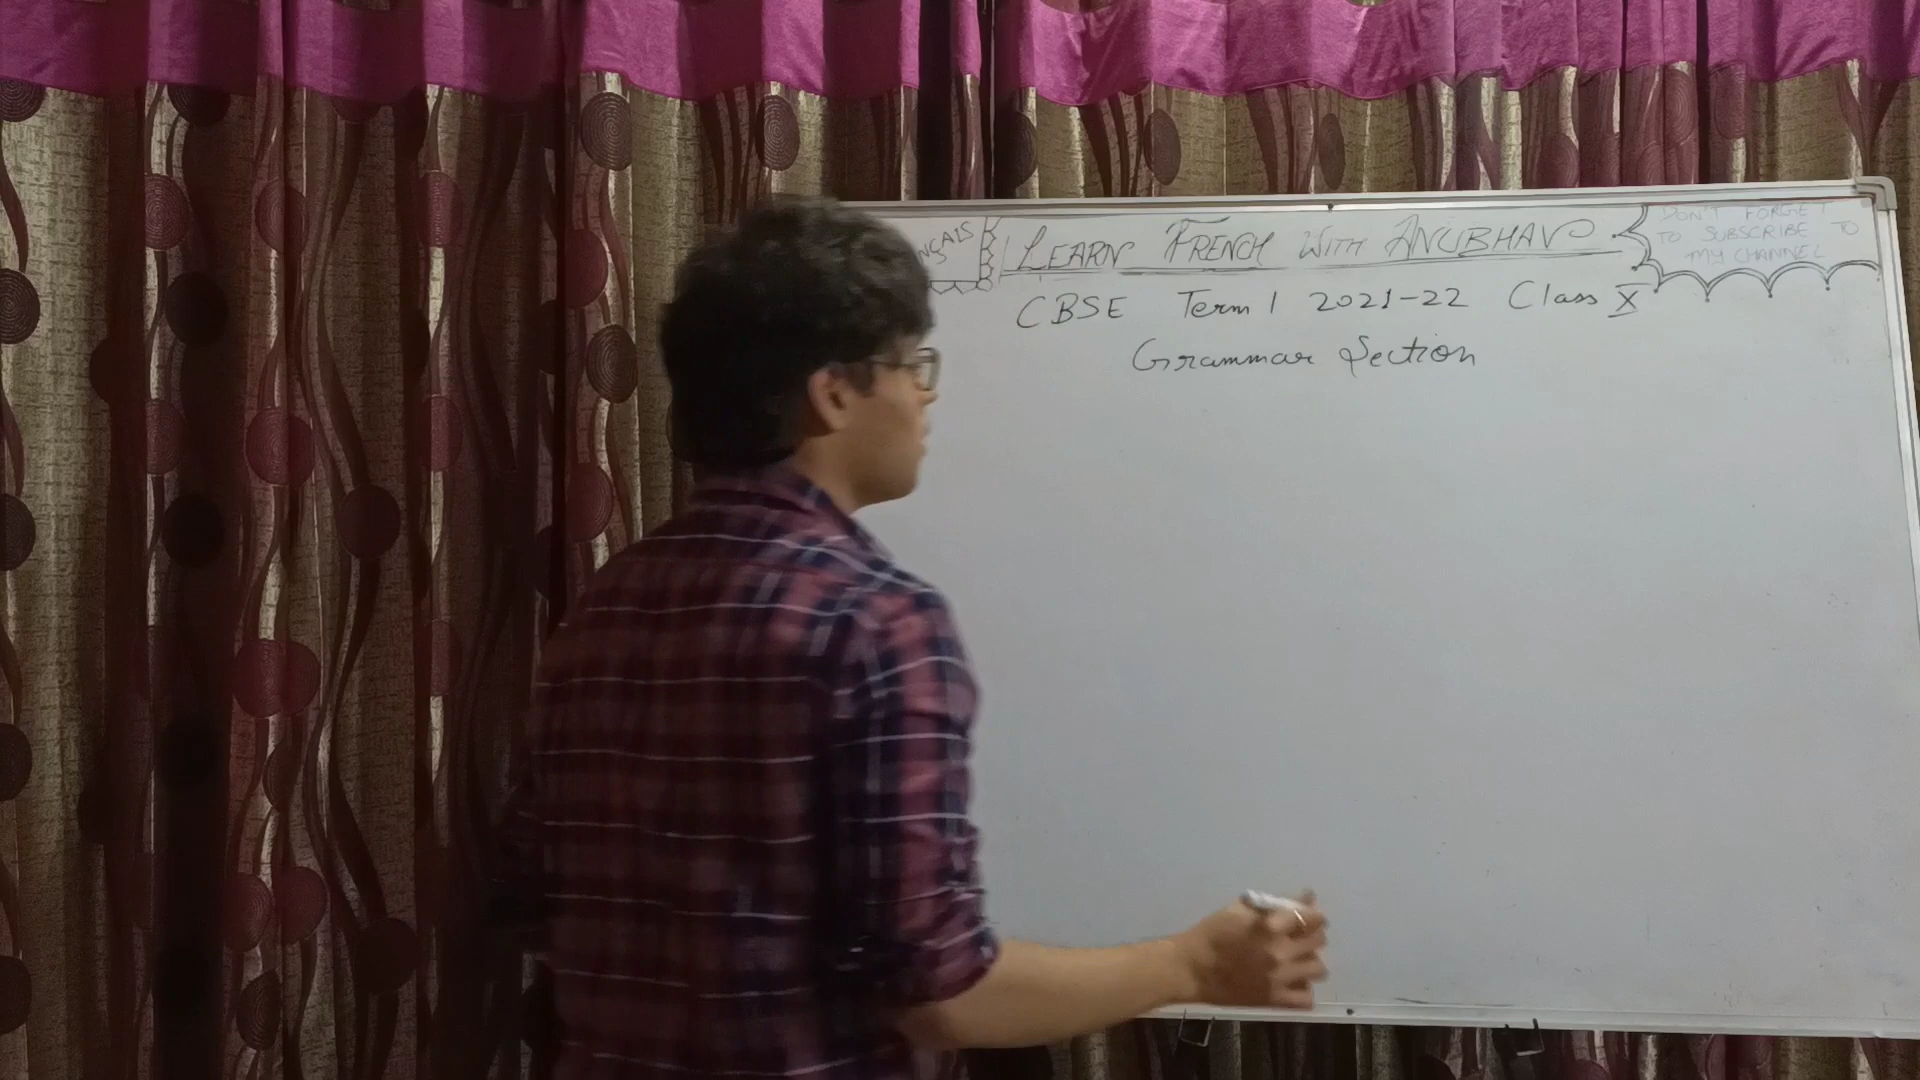 LEARN FRENCH WITH ANUBHAV
DON'T FORGET
TO SUBSCRIBE TO
MY CHANNEL
CBSE Term 1 2021-22 Class X
Grammar Section